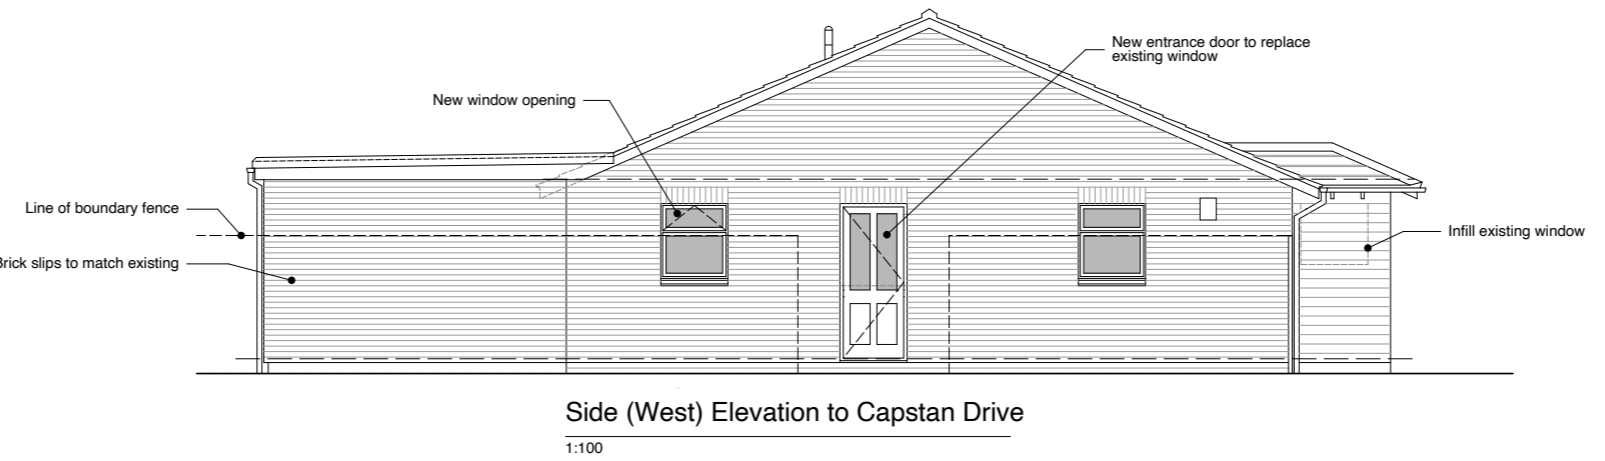 New entrance door to replace
existing window
New window opening
Line of boundary fence
Infill existing window
Brick slips to match existing
Side (West) Elevation to Capstan Drive
1:100